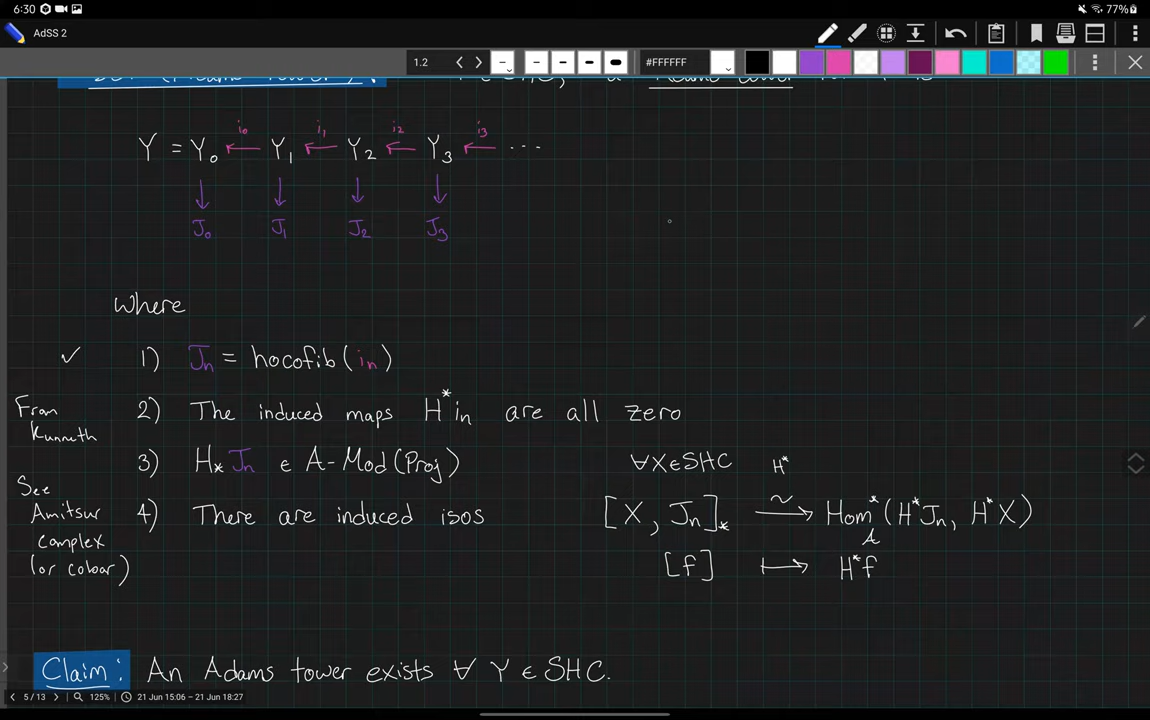 6:30
77%
AdSS 2
1.2
#FFFFFF
Y = Y₀ ←i₀ Y₁ ←i₁ Y₂ ←i₂ Y₃ ←i₃ ...
↓ ↓ ↓ ↓
J₀ J₁ J₂ J₃
Where
✓ 1) Jn = hocofib(in)
From Kunneth
2) The induced maps H*in are all zero
3) H⁎Jn ∈ A-Mod(Proj)
∀X∈SHC H*
See Amitsur complex (or cobar)
4) There are induced isos [X, Jn]⁎ ⥲ Hom*A(H*Jn, H*X)
[f] ↦ H*f
Claim: An Adams tower exists ∀ Y ∈ SHC.
5/13 125% 21 Jun 15:06 - 21 Jun 18:27